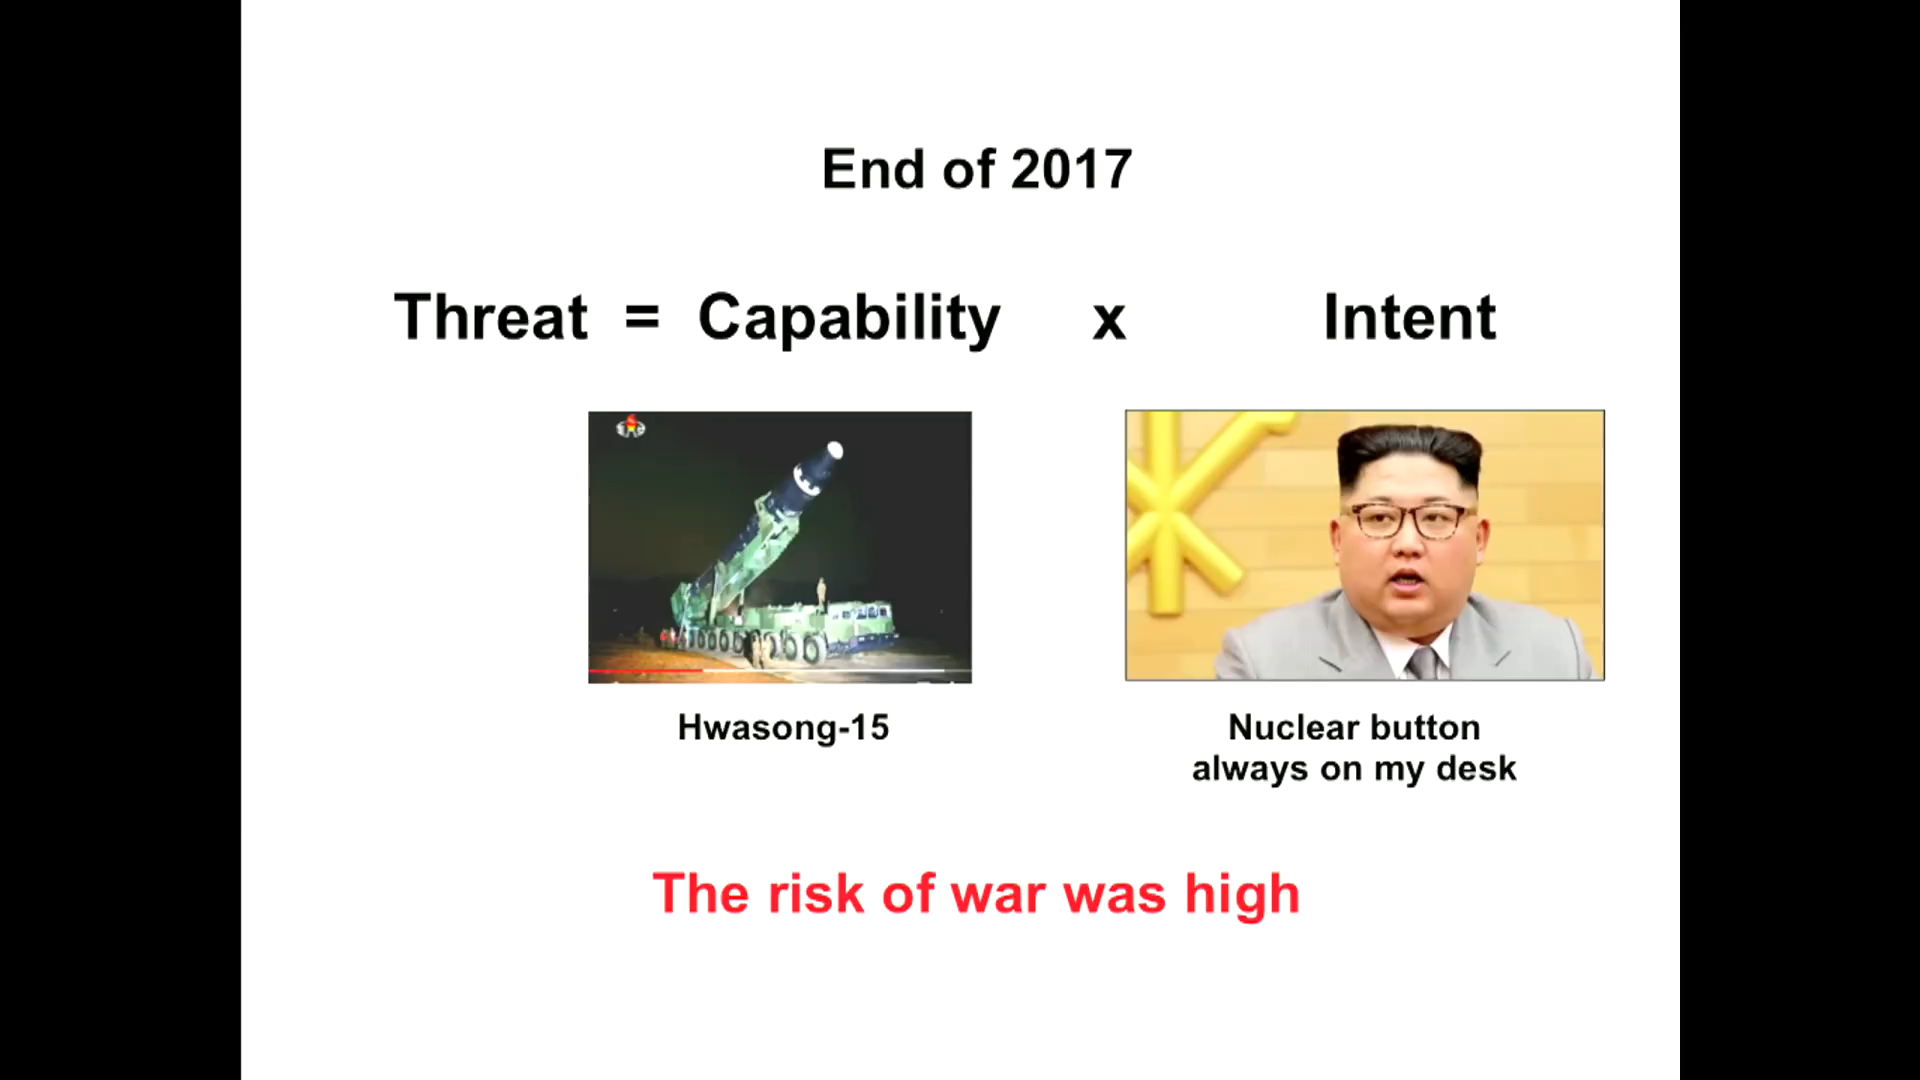 End of 2017
Threat = Capability x Intent
Hwasong-15
Nuclear button
always on my desk
The risk of war was high